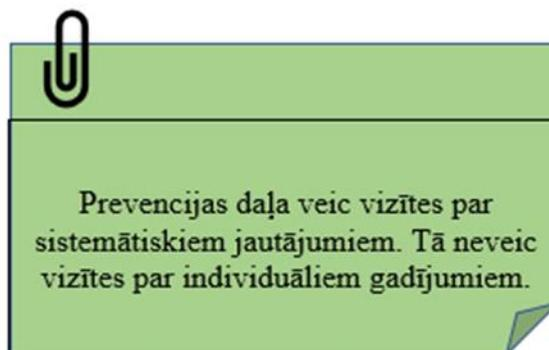 Prevencijas daļa veic vizītes par
sistemātiskiem jautājumiem. Tā neveic
vizītes par individuāliem gadījumiem.